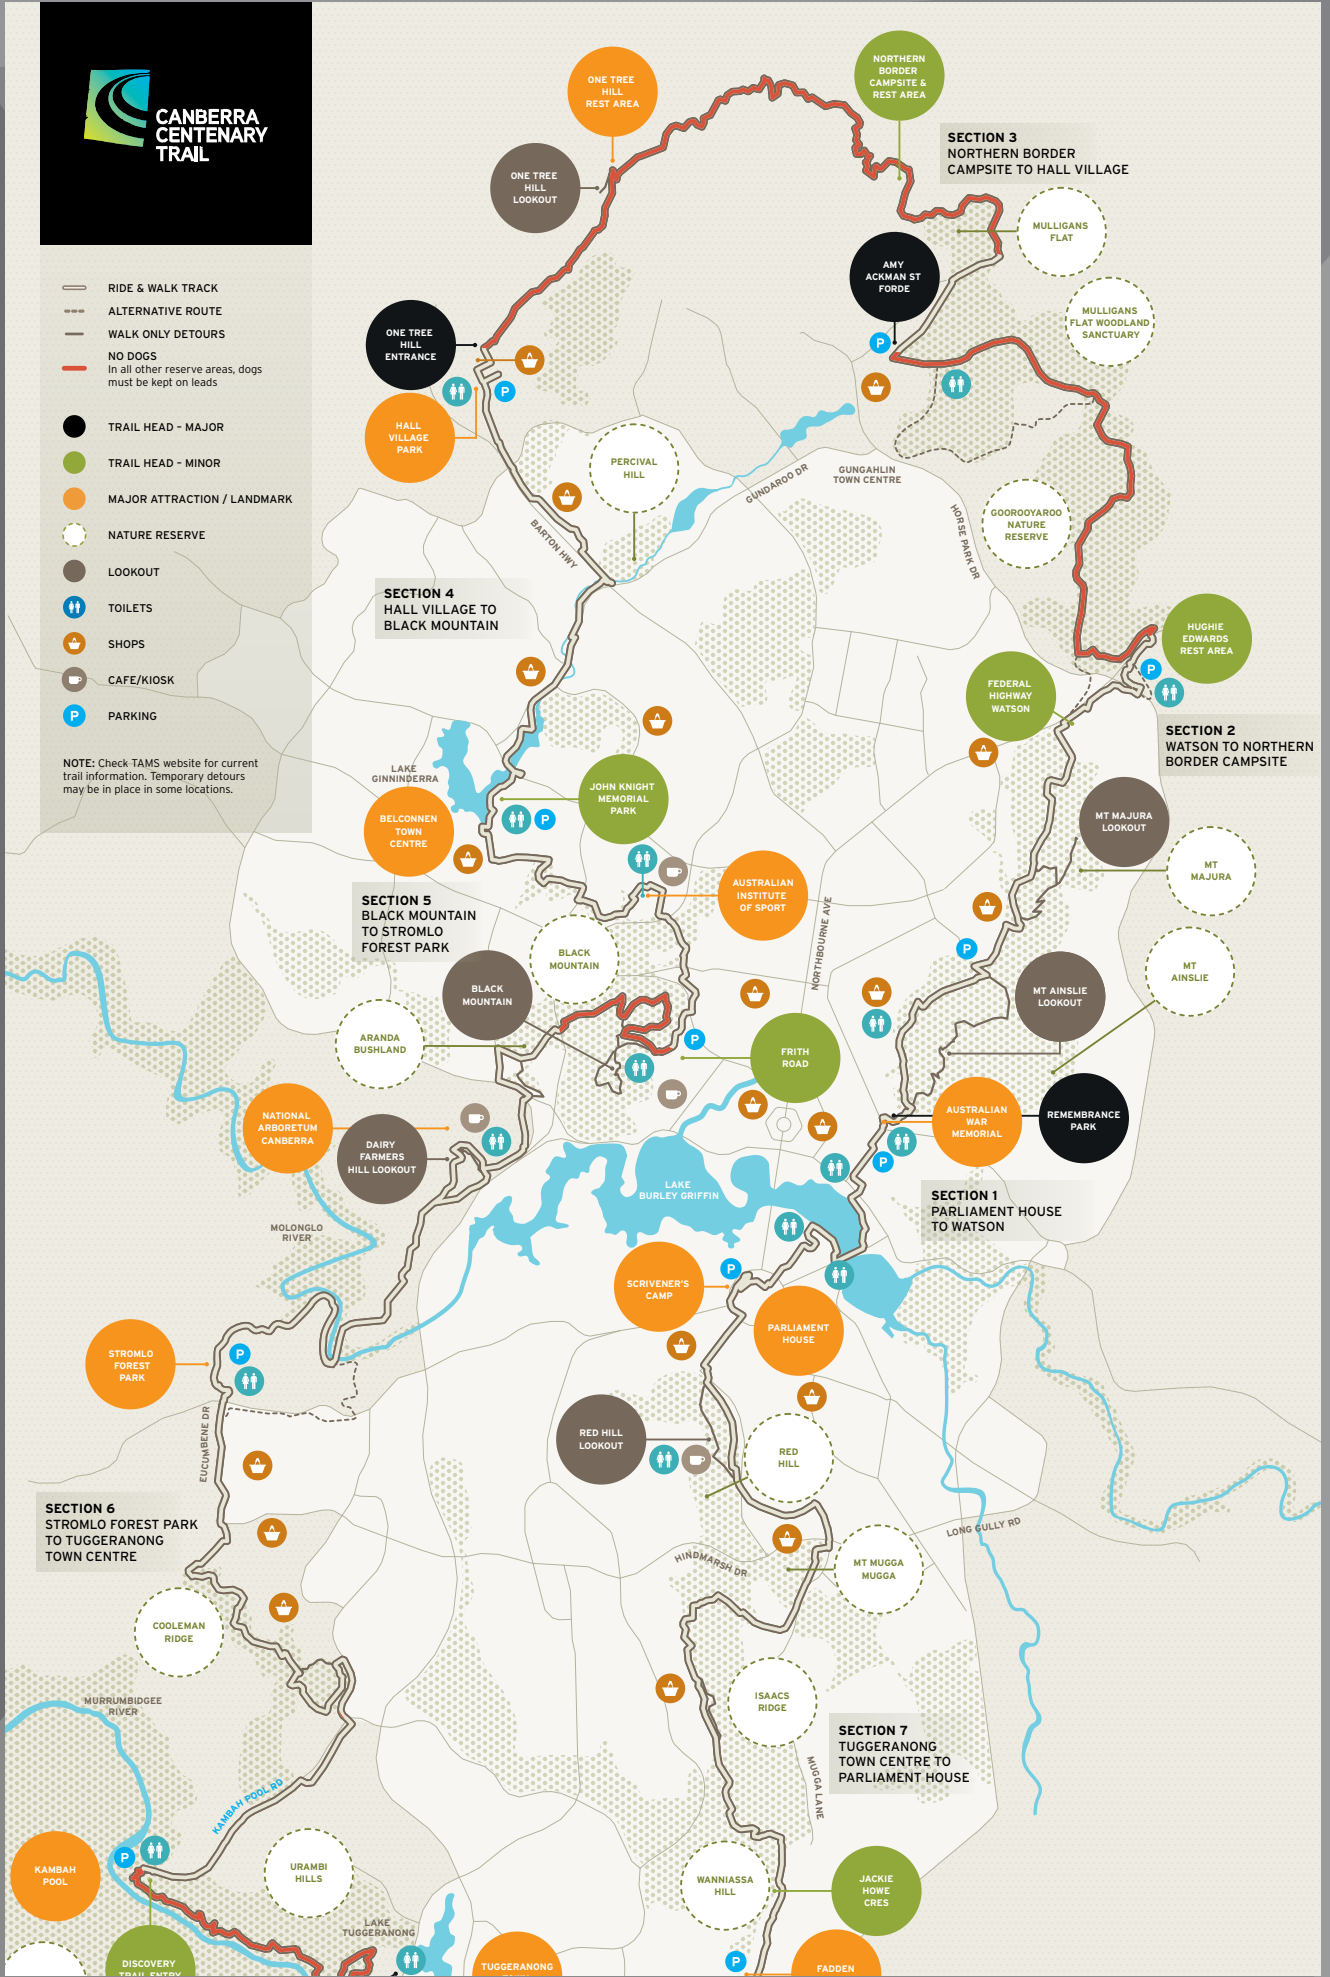 CANBERRA
CENTENARY
TRAIL
RIDE & WALK TRACK
ALTERNATIVE ROUTE
WALK ONLY DETOURS
NO DOGS
In all other reserve areas, dogs
must be kept on leads
TRAIL HEAD – MAJOR
TRAIL HEAD – MINOR
MAJOR ATTRACTION / LANDMARK
NATURE RESERVE
LOOKOUT
TOILETS
SHOPS
CAFE/KIOSK
P PARKING
NOTE: Check TAMS website for current
trail information. Temporary detours
may be in place in some locations.
ONE TREE
HILL
REST AREA
NORTHERN
BORDER
CAMPSITE &
REST AREA
SECTION 3
NORTHERN BORDER
CAMPSITE TO HALL VILLAGE
ONE TREE
HILL
LOOKOUT
MULLIGANS
FLAT
AMY
ACKMAN ST
FORDE
MULLIGANS
FLAT WOODLAND
SANCTUARY
ONE TREE
HILL
ENTRANCE
P
P
HALL
VILLAGE
PARK
PERCIVAL
HILL
GUNDAROO DR
GUNGAHLIN
TOWN CENTRE
HORSE PARK DR
GOOROOYAROO
NATURE
RESERVE
BARTON HWY
SECTION 4
HALL VILLAGE TO
BLACK MOUNTAIN
HUGHIE
EDWARDS
REST AREA
P
FEDERAL
HIGHWAY
WATSON
SECTION 2
WATSON TO NORTHERN
BORDER CAMPSITE
LAKE
GINNINDERRA
JOHN KNIGHT
MEMORIAL
PARK
P
BELCONNEN
TOWN
CENTRE
MT MAJURA
LOOKOUT
MT
MAJURA
AUSTRALIAN
INSTITUTE
OF SPORT
SECTION 5
BLACK MOUNTAIN
TO STROMLO
FOREST PARK
NORTHBOURNE AVE
P
BLACK
MOUNTAIN
BLACK
MOUNTAIN
MT
AINSLIE
MT AINSLIE
LOOKOUT
ARANDA
BUSHLAND
P
FRITH
ROAD
NATIONAL
ARBORETUM
CANBERRA
DAIRY
FARMERS
HILL LOOKOUT
AUSTRALIAN
WAR
MEMORIAL
REMEMBRANCE
PARK
P
LAKE
BURLEY GRIFFIN
SECTION 1
PARLIAMENT HOUSE
TO WATSON
MOLONGLO
RIVER
P
SCRIVENER'S
CAMP
PARLIAMENT
HOUSE
STROMLO
FOREST
PARK
P
EUCUMBENE DR
RED HILL
LOOKOUT
RED
HILL
SECTION 6
STROMLO FOREST PARK
TO TUGGERANONG
TOWN CENTRE
LONG GULLY RD
HINDMARSH DR
MT MUGGA
MUGGA
COOLEMAN
RIDGE
ISAACS
RIDGE
MURRUMBIDGEE
RIVER
SECTION 7
TUGGERANONG
TOWN CENTRE TO
PARLIAMENT HOUSE
MUGGA LANE
KAMBAH POOL RD
P
KAMBAH
POOL
URAMBI
HILLS
WANNIASSA
HILL
JACKIE
HOWE
CRES
LAKE
TUGGERANONG
DISCOVERY
TRAIL ENTRY
TUGGERANONG
P
FADDEN